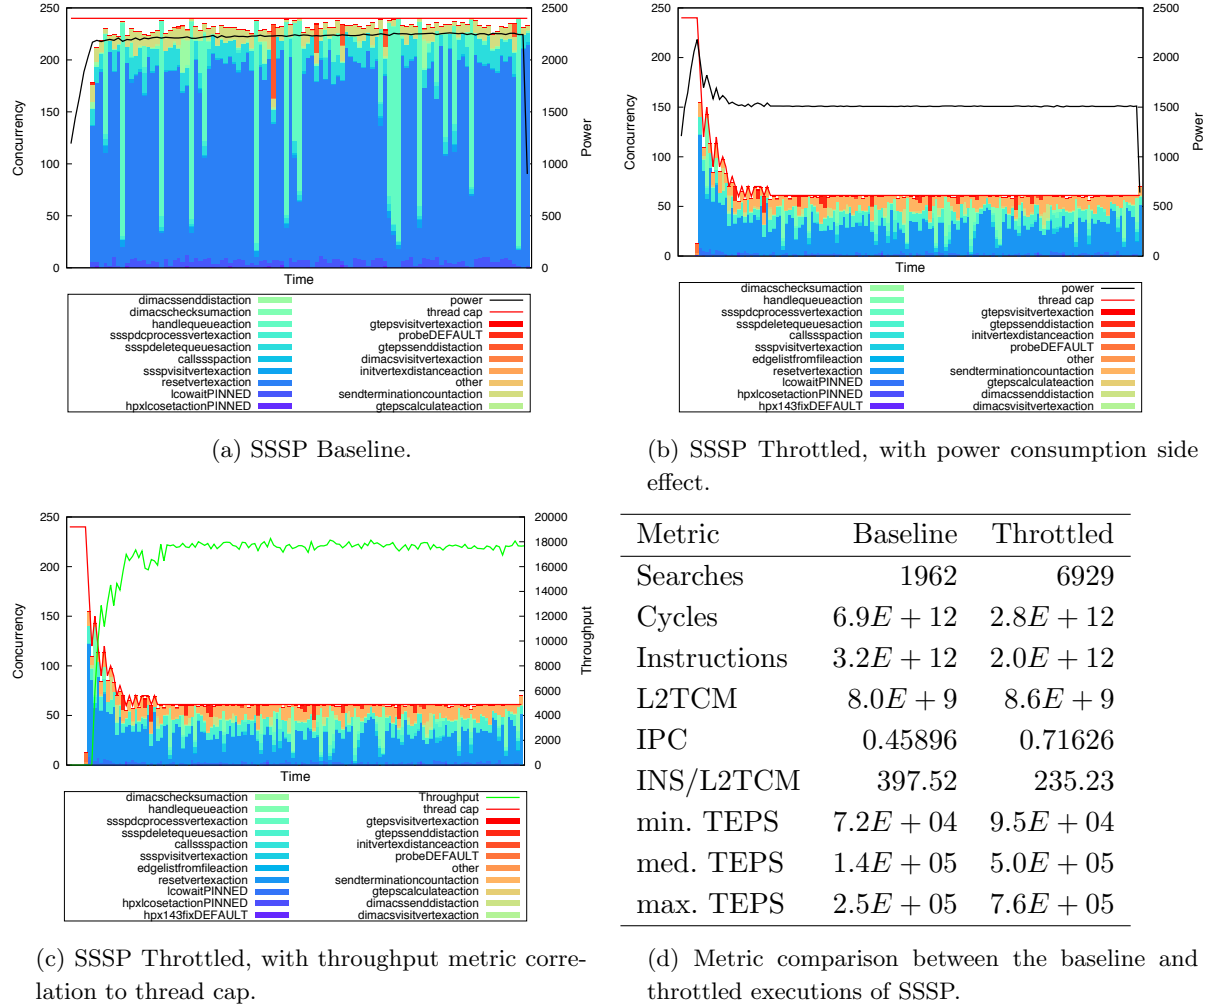 250
200
150
100
50
0
Concurrency
2500
2000
1500
1000
500
0
Power
Time
dimacssenddistaction
dimacschecksumaction
handlequeueaction
ssspdcprocessvertexaction
ssspdeletequeuesaction
callssspaction
ssspvisitvertexaction
resetvertexaction
lcowaitPINNED
hpxlcosetactionPINNED
power
thread cap
gtepsvisitvertexaction
probeDEFAULT
gtepssenddistaction
dimacsvisitvertexaction
initvertexdistanceaction
other
sendterminationcountaction
gtepscalculateaction
(a) SSSP Baseline.
250
200
150
100
50
0
Concurrency
2500
2000
1500
1000
500
0
Power
Time
dimacschecksumaction
handlequeueaction
ssspdcprocessvertexaction
ssspdeletequeuesaction
callssspaction
ssspvisitvertexaction
edgelistfromfileaction
resetvertexaction
lcowaitPINNED
hpxlcosetactionPINNED
hpx143fixDEFAULT
power
thread cap
gtepsvisitvertexaction
gtepssenddistaction
initvertexdistanceaction
probeDEFAULT
other
sendterminationcountaction
gtepscalculateaction
dimacssenddistaction
dimacsvisitvertexaction
(b) SSSP Throttled, with power consumption side
effect.
250
200
150
100
50
0
Concurrency
20000
18000
16000
14000
12000
10000
8000
6000
4000
2000
0
Throughput
Time
dimacschecksumaction
handlequeueaction
ssspdcprocessvertexaction
ssspdeletequeuesaction
callssspaction
ssspvisitvertexaction
edgelistfromfileaction
resetvertexaction
lcowaitPINNED
hpxlcosetactionPINNED
hpx143fixDEFAULT
Throughput
thread cap
gtepsvisitvertexaction
gtepssenddistaction
initvertexdistanceaction
probeDEFAULT
other
sendterminationcountaction
gtepscalculateaction
dimacssenddistaction
dimacsvisitvertexaction
(c) SSSP Throttled, with throughput metric corre-
lation to thread cap.
Metric Baseline Throttled
Searches 1962 6929
Cycles 6.9E + 12 2.8E + 12
Instructions 3.2E + 12 2.0E + 12
L2TCM 8.0E + 9 8.6E + 9
IPC 0.45896 0.71626
INS/L2TCM 397.52 235.23
min. TEPS 7.2E + 04 9.5E + 04
med. TEPS 1.4E + 05 5.0E + 05
max. TEPS 2.5E + 05 7.6E + 05
(d) Metric comparison between the baseline and
throttled executions of SSSP.